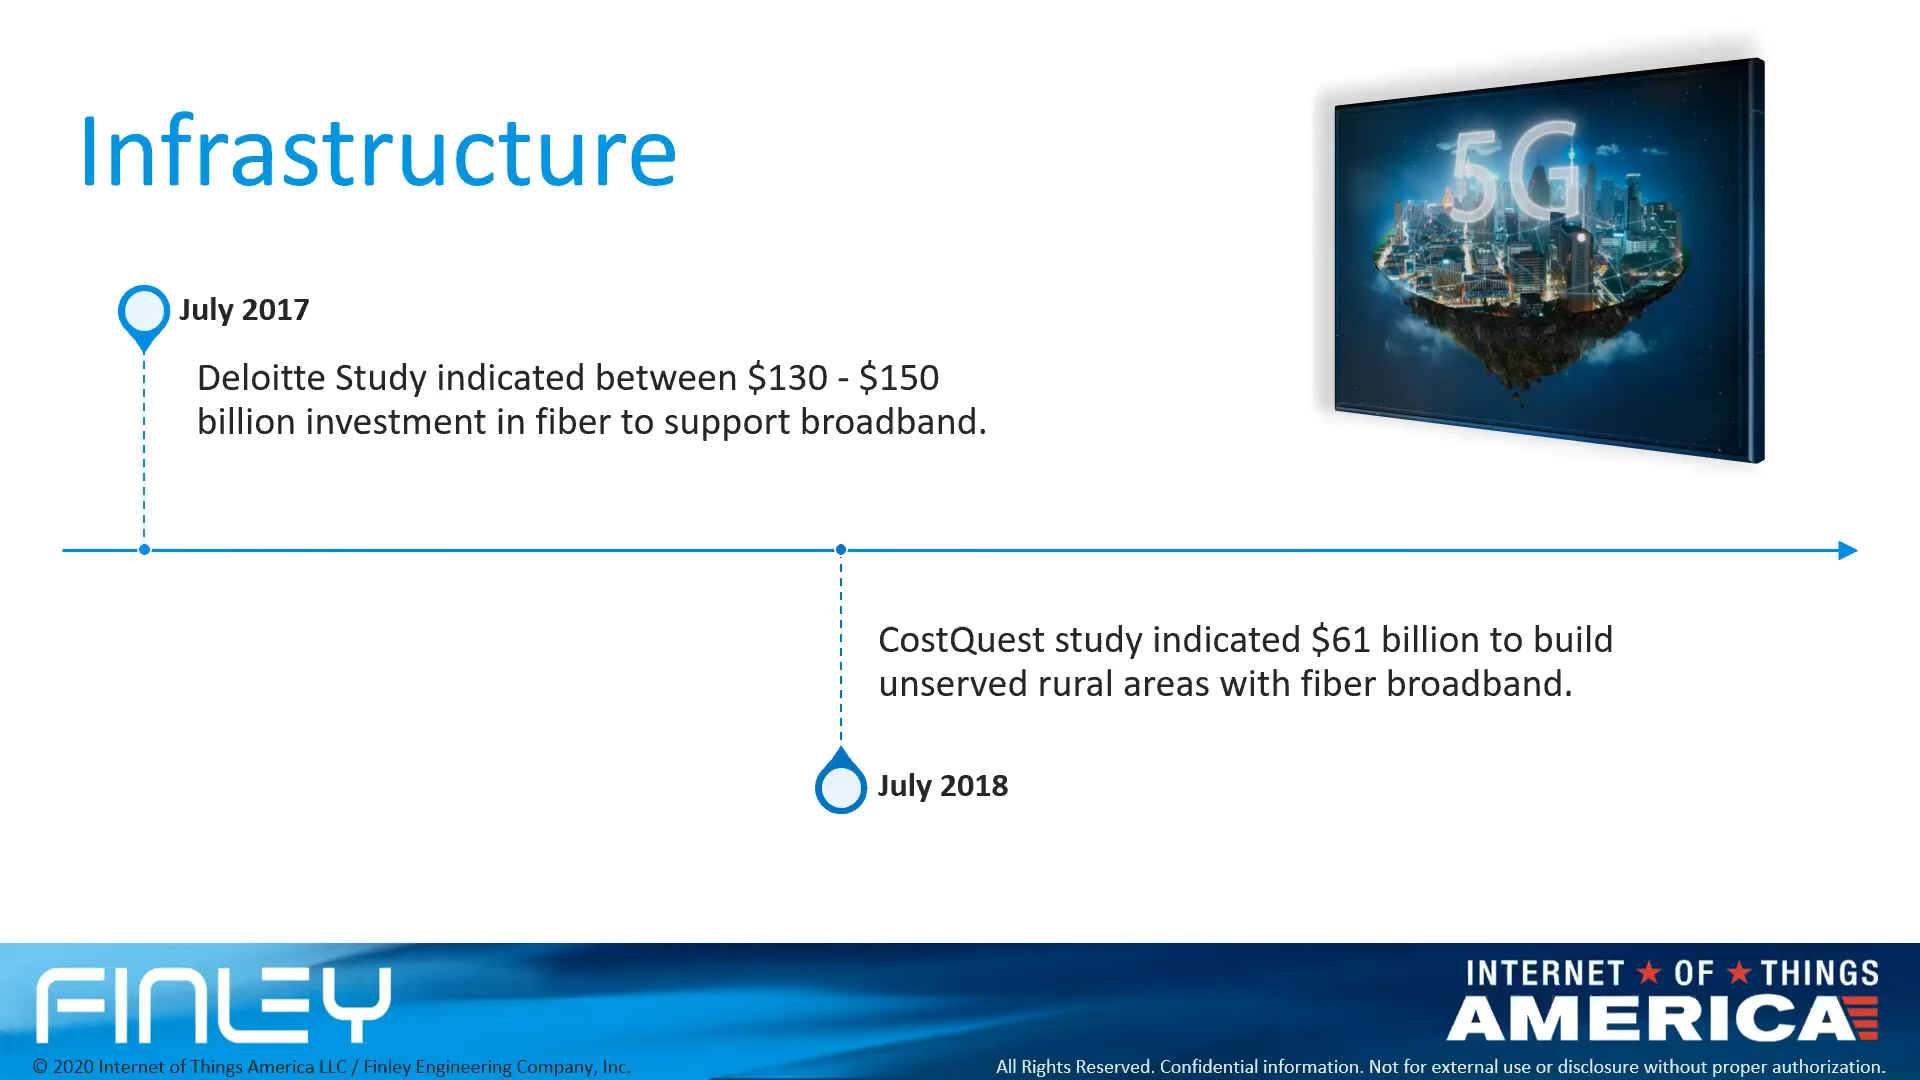 Infrastructure
5G
July 2017
Deloitte Study indicated between $130 - $150
billion investment in fiber to support broadband.
CostQuest study indicated $61 billion to build
unserved rural areas with fiber broadband.
July 2018
FINLEY
INTERNET ★ OF ★ THINGS
AMERICA
© 2020 Internet of Things America LLC / Finley Engineering Company, Inc.
All Rights Reserved. Confidential information. Not for external use or disclosure without proper authorization.